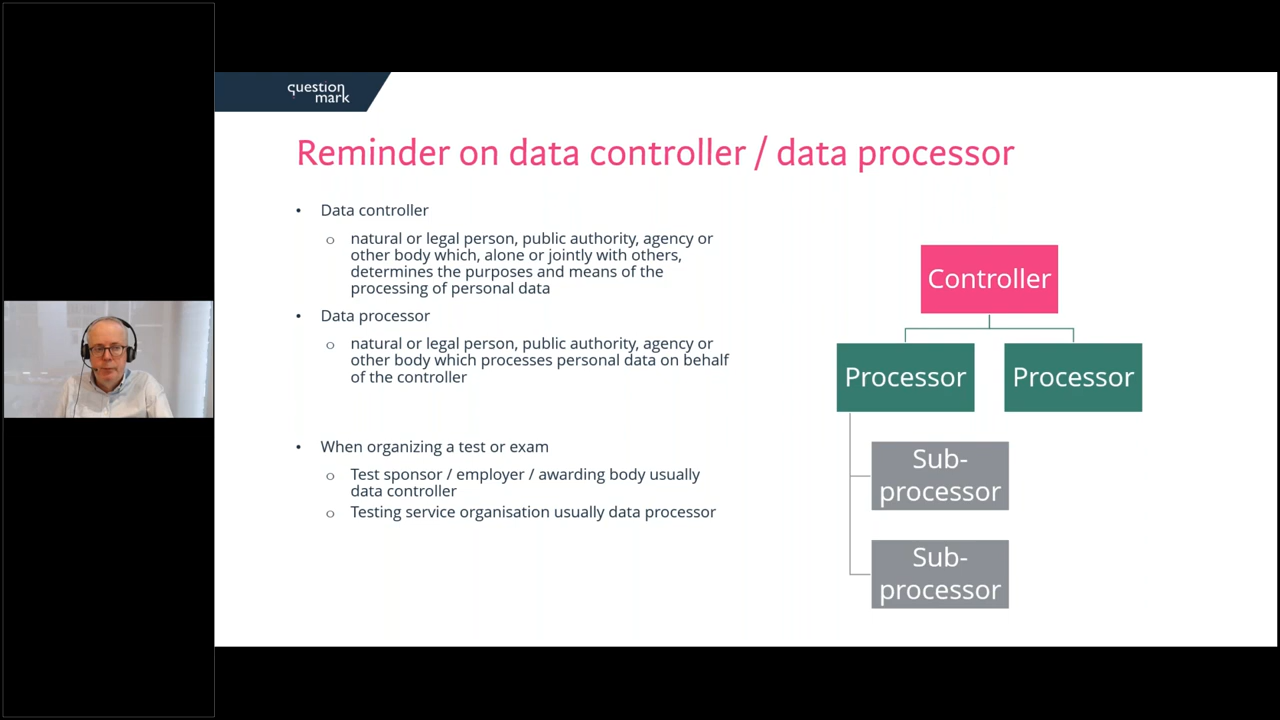 question
mark
Reminder on data controller / data processor
• Data controller
o natural or legal person, public authority, agency or
other body which, alone or jointly with others,
determines the purposes and means of the
processing of personal data
• Data processor
o natural or legal person, public authority, agency or
other body which processes personal data on behalf
of the controller
• When organizing a test or exam
o Test sponsor / employer / awarding body usually
data controller
o Testing service organisation usually data processor
Controller
Processor
Processor
Sub-
processor
Sub-
processor